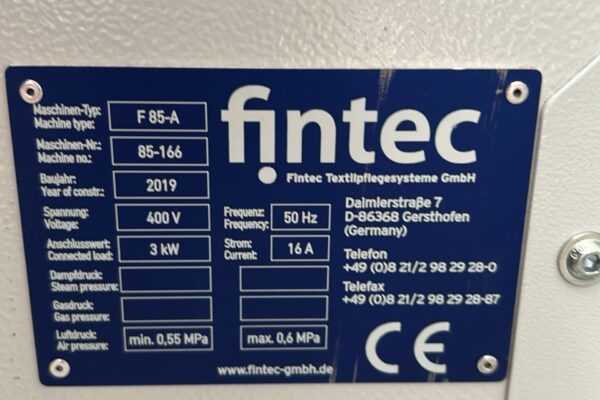 fintec
Fintec Textilpflegesysteme GmbH
Daimlerstraße 7
D-86368 Gersthofen
(Germany)
Telefon
+49 (0)8 21/2 98 29 28-0
Telefax
+49 (0)8 21/2 98 29 28-87
Maschinen-Typ:
Machine type:
F 85-A
Maschinen-Nr.:
Machine no.:
85-166
Baujahr:
Year of constr.:
2019
Spannung:
Voltage:
400 V
Frequenz:
Frequency:
50 Hz
Anschlusswert:
Connected load:
3 kW
Strom:
Current:
16 A
Dampfdruck:
Steam pressure:
Gasdruck:
Gas pressure:
Luftdruck:
Air pressure:
min. 0,55 MPa
max. 0,6 MPa
CE
www.fintec-gmbh.de